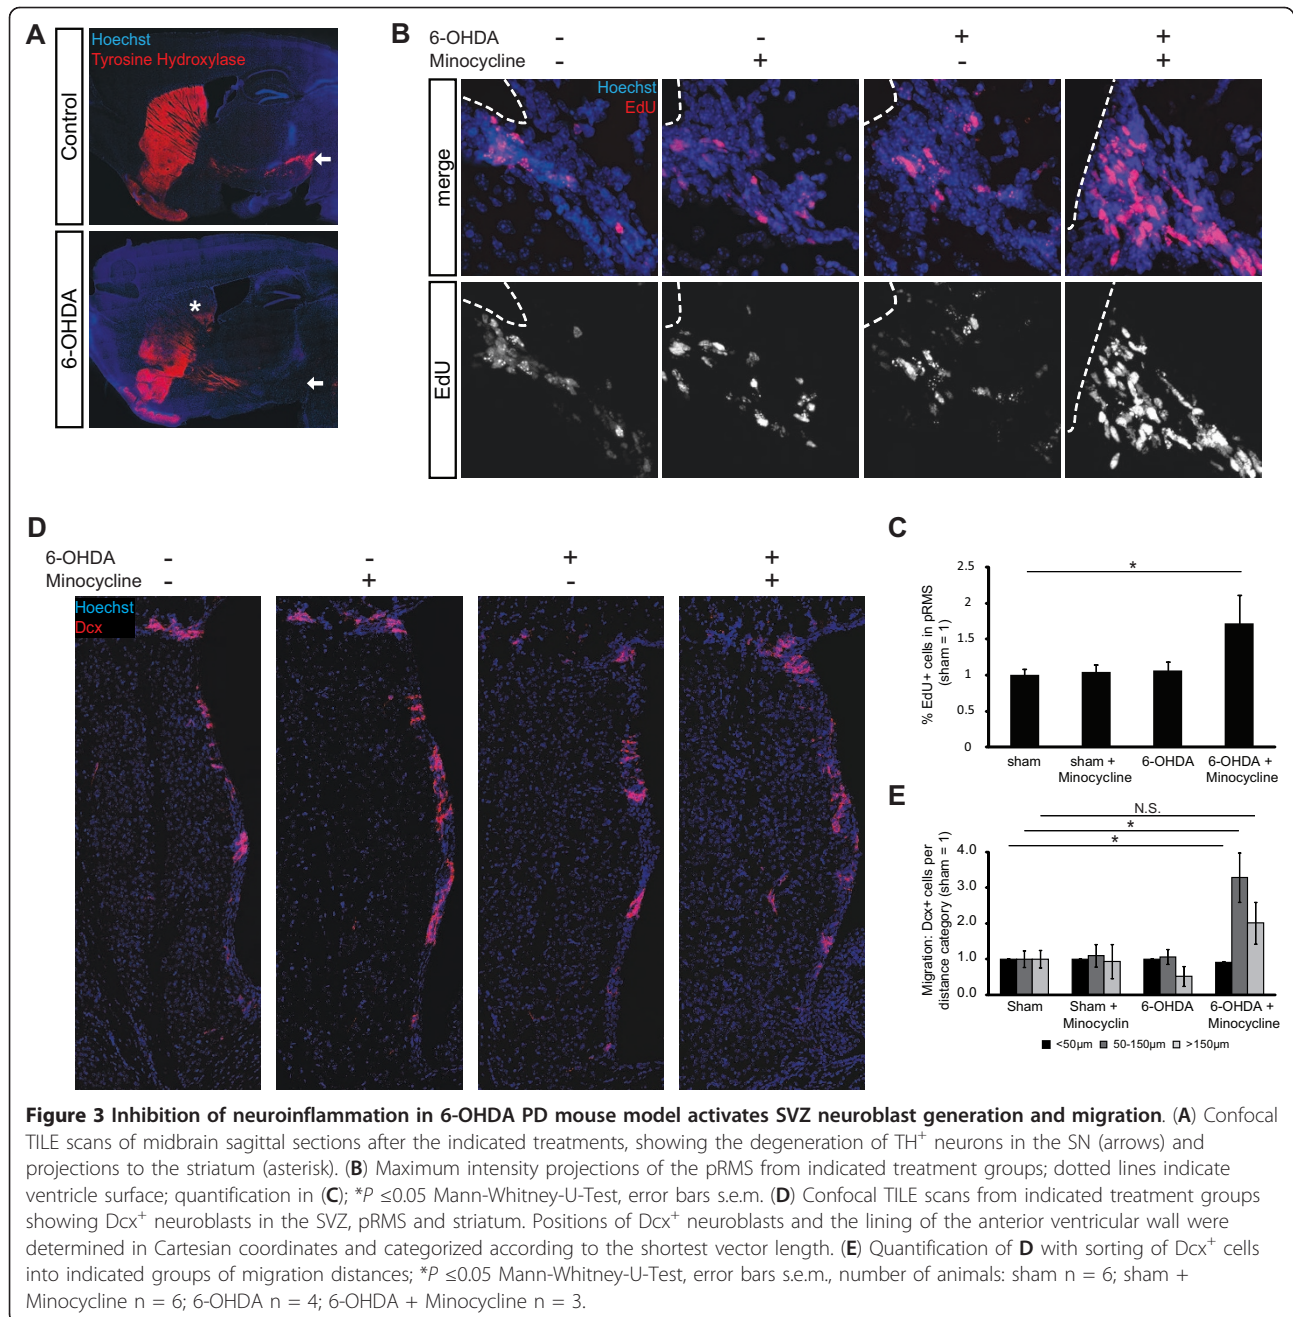 A
Control
Hoechst
Tyrosine Hydroxylase
6-OHDA
*
B
6-OHDA - - + +
Minocycline - + - +
merge
Hoechst
EdU
EdU
D
6-OHDA - - + +
Minocycline - + - +
Hoechst
Dcx
C
% EdU+ cells in pRMS
(sham = 1)
2.5
2
1.5
1
0.5
0
*
sham
sham +
Minocycline
6-OHDA
6-OHDA +
Minocycline
E
Migration: Dcx+ cells per
distance category (sham = 1)
N.S.
*
*
4.0
3.0
2.0
1.0
0.0
Sham
Sham +
Minocyclin
6-OHDA
6-OHDA +
Minocycline
<50µm 50-150µm >150µm
Figure 3 Inhibition of neuroinflammation in 6-OHDA PD mouse model activates SVZ neuroblast generation and migration. (A) Confocal
TILE scans of midbrain sagittal sections after the indicated treatments, showing the degeneration of TH+ neurons in the SN (arrows) and
projections to the striatum (asterisk). (B) Maximum intensity projections of the pRMS from indicated treatment groups; dotted lines indicate
ventricle surface; quantification in (C); *P ≤0.05 Mann-Whitney-U-Test, error bars s.e.m. (D) Confocal TILE scans from indicated treatment groups
showing Dcx+ neuroblasts in the SVZ, pRMS and striatum. Positions of Dcx+ neuroblasts and the lining of the anterior ventricular wall were
determined in Cartesian coordinates and categorized according to the shortest vector length. (E) Quantification of D with sorting of Dcx+ cells
into indicated groups of migration distances; *P ≤0.05 Mann-Whitney-U-Test, error bars s.e.m., number of animals: sham n = 6; sham +
Minocycline n = 6; 6-OHDA n = 4; 6-OHDA + Minocycline n = 3.